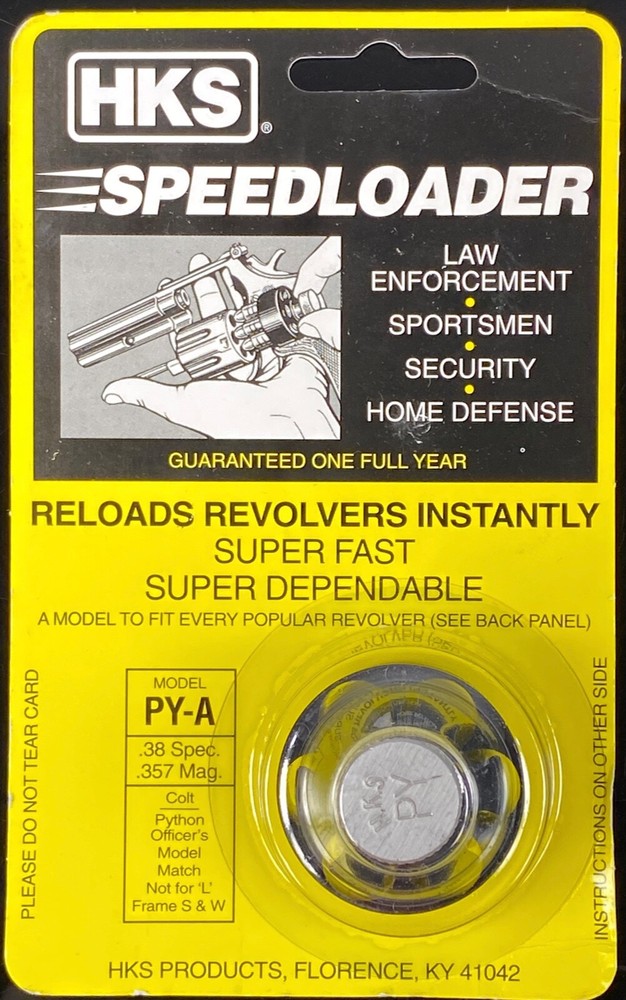 HKS®
SPEEDLOADER
LAW
ENFORCEMENT
•
SPORTSMEN
•
SECURITY
•
HOME DEFENSE
GUARANTEED ONE FULL YEAR
RELOADS REVOLVERS INSTANTLY
SUPER FAST
SUPER DEPENDABLE
A MODEL TO FIT EVERY POPULAR REVOLVER (SEE BACK PANEL)
PLEASE DO NOT TEAR CARD
MODEL
PY-A
.38 Spec.
.357 Mag.
Colt
Python
Officer's
Model
Match
Not for 'L'
Frame S & W
PY
INSTRUCTIONS ON OTHER SIDE
HKS PRODUCTS, FLORENCE, KY 41042